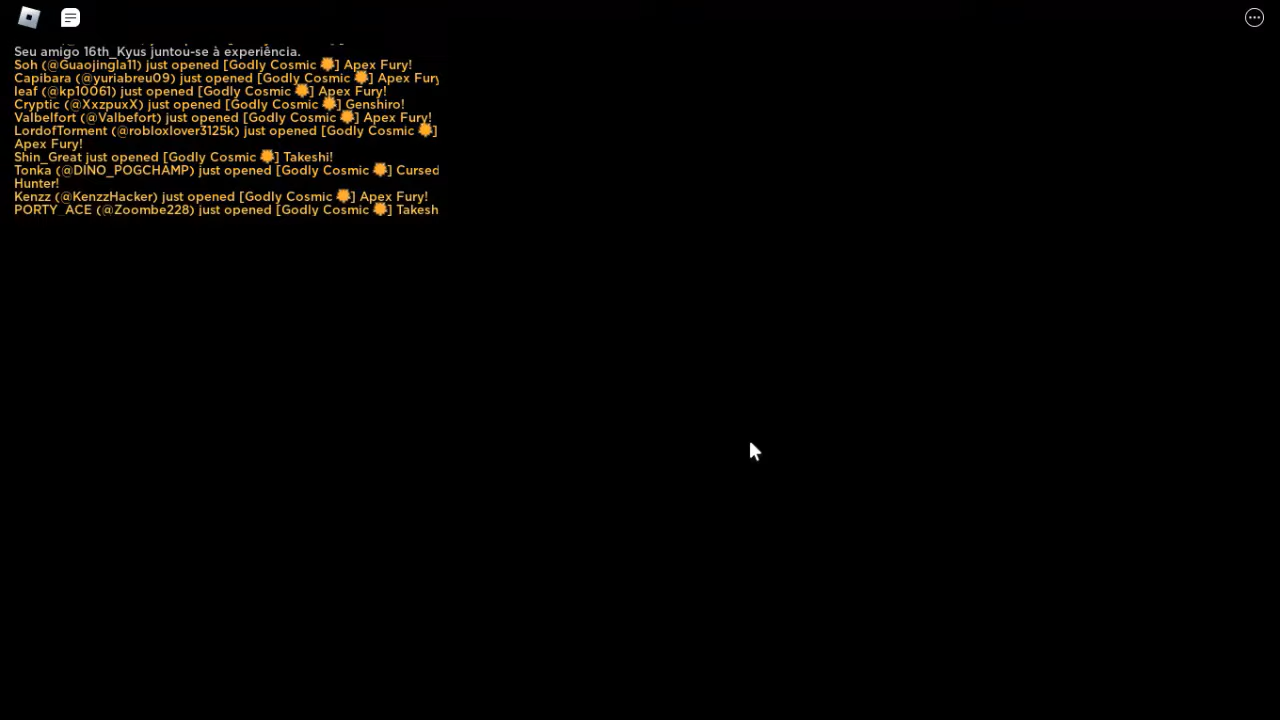 Seu amigo 16th_Kyus juntou-se à experiência.
Soh (@Guaojingla11) just opened [Godly Cosmic ] Apex Fury!
Capibara (@yuriabreu09) just opened [Godly Cosmic ] Apex Fury
leaf (@kp10061) just opened [Godly Cosmic ] Apex Fury!
Cryptic (@XxzpuxX) just opened [Godly Cosmic ] Genshiro!
Valbelfort (@Valbefort) just opened [Godly Cosmic ] Apex Fury!
LordofTorment (@robloxlover3125k) just opened [Godly Cosmic ]
Apex Fury!
Shin_Great just opened [Godly Cosmic ] Takeshi!
Tonka (@DINO_POGCHAMP) just opened [Godly Cosmic ] Cursed
Hunter!
Kenzz (@KenzzHacker) just opened [Godly Cosmic ] Apex Fury!
PORTY_ACE (@Zoombe228) just opened [Godly Cosmic ] Takesh